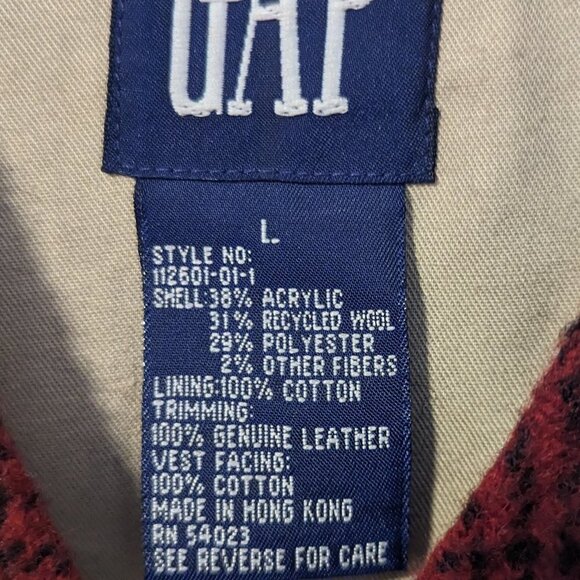 GAP
L
STYLE NO:
112601-01-1
SHELL:38% ACRYLIC
31% RECYCLED WOOL
29% POLYESTER
2% OTHER FIBERS
LINING:100% COTTON
TRIMMING:
100% GENUINE LEATHER
VEST FACING:
100% COTTON
MADE IN HONG KONG
RN 54023
SEE REVERSE FOR CARE